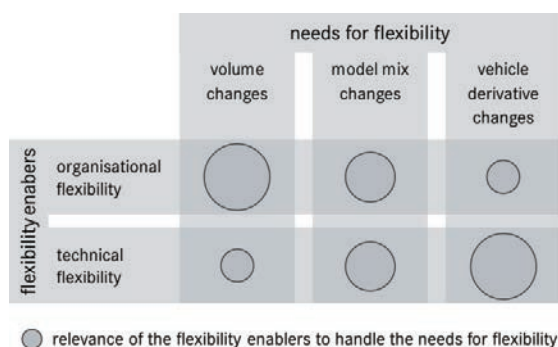 needs for flexibility
volume
changes
model mix
changes
vehicle
derivative
changes
flexibility enabers
organisational
flexibility
technical
flexibility
relevance of the flexibility enablers to handle the needs for flexibility